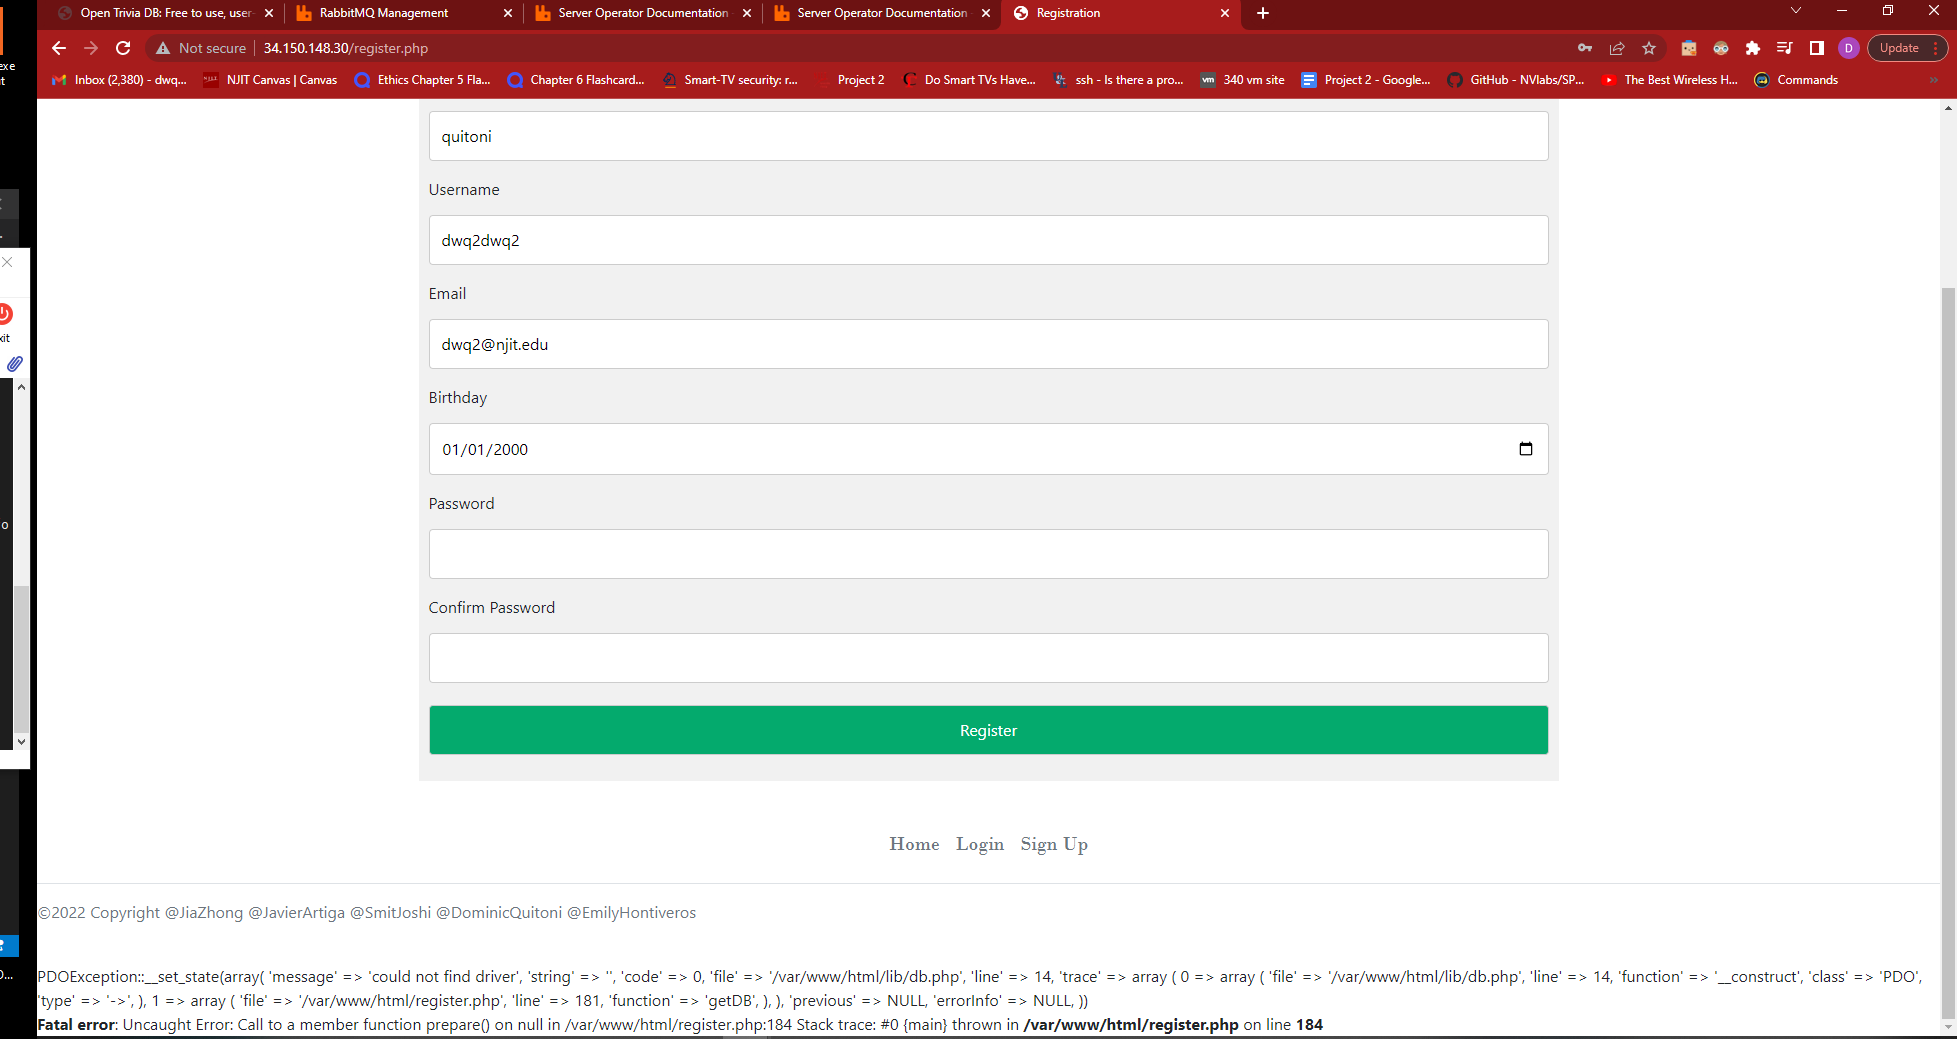 Open Trivia DB: Free to use, user-
RabbitMQ Management
Server Operator Documentation
Server Operator Documentation
Registration
exe
Not secure
34.150.148.30/register.php
Update
Inbox (2,380) - dwq...
NJIT Canvas | Canvas
Ethics Chapter 5 Fla...
Chapter 6 Flashcard...
Smart-TV security: r...
Project 2
Do Smart TVs Have...
ssh - Is there a pro...
340 vm site
Project 2 - Google...
GitHub - NVlabs/SP...
The Best Wireless H...
Commands
quitoni
Username
dwq2dwq2
Email
dwq2@njit.edu
Birthday
01/01/2000
Password
Confirm Password
Register
Home Login Sign Up
©2022 Copyright @JiaZhong @JavierArtiga @SmitJoshi @DominicQuitoni @EmilyHontiveros
PDOException::__set_state(array( 'message' => 'could not find driver', 'string' => '', 'code' => 0, 'file' => '/var/www/html/lib/db.php', 'line' => 14, 'trace' => array ( 0 => array ( 'file' => '/var/www/html/lib/db.php', 'line' => 14, 'function' => '__construct', 'class' => 'PDO',
'type' => '->', ), 1 => array ( 'file' => '/var/www/html/register.php', 'line' => 181, 'function' => 'getDB', ), ), 'previous' => NULL, 'errorInfo' => NULL, ))
Fatal error: Uncaught Error: Call to a member function prepare() on null in /var/www/html/register.php:184 Stack trace: #0 {main} thrown in /var/www/html/register.php on line 184